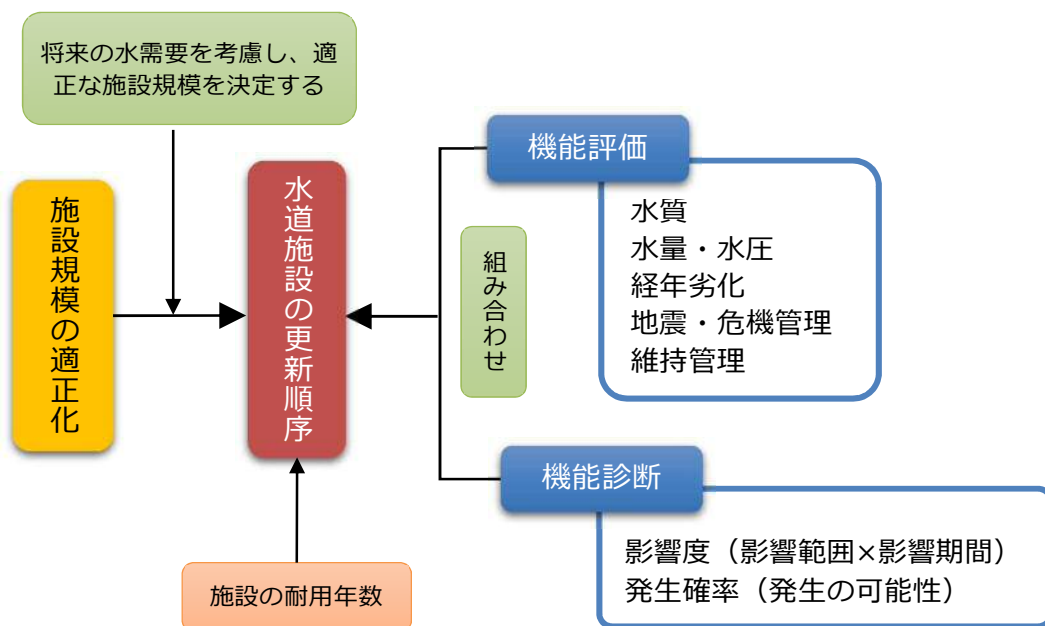 将来の水需要を考慮し、適
正な施設規模を決定する
施設規模の適正化
水道施設の更新順序
組み合わせ
機能評価
水質
水量・水圧
経年劣化
地震・危機管理
維持管理
機能診断
影響度（影響範囲×影響期間）
発生確率（発生の可能性）
施設の耐用年数